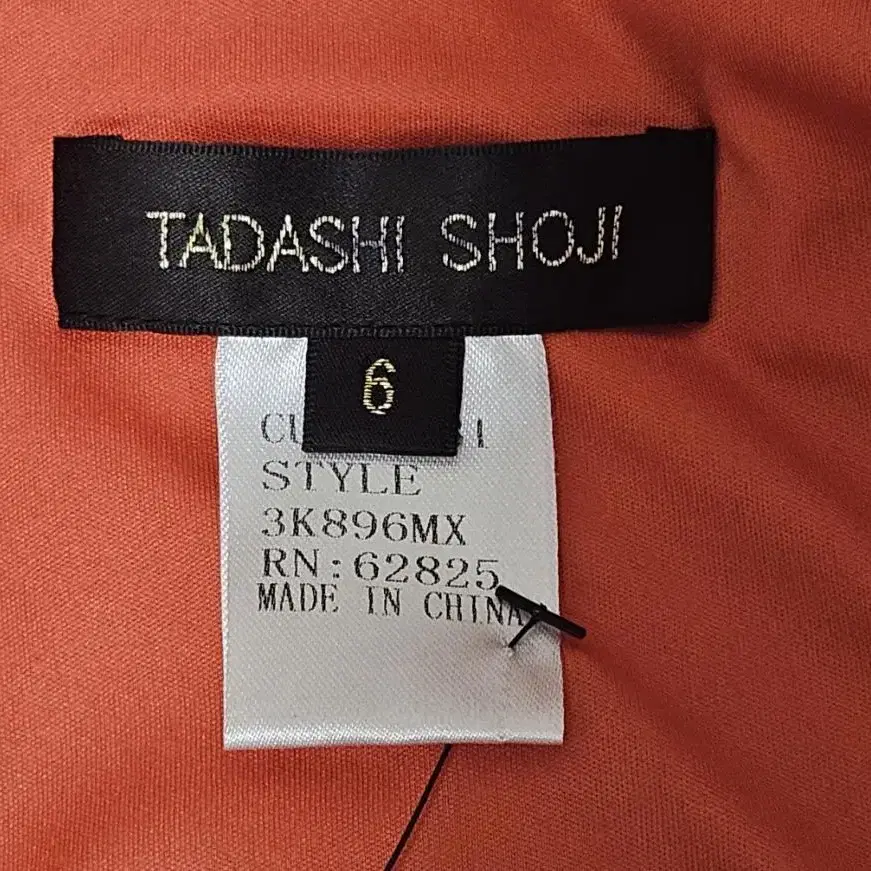 TADASHI SHOJI
6
STYLE
3K896MX
RN:62825
MADE IN CHINA